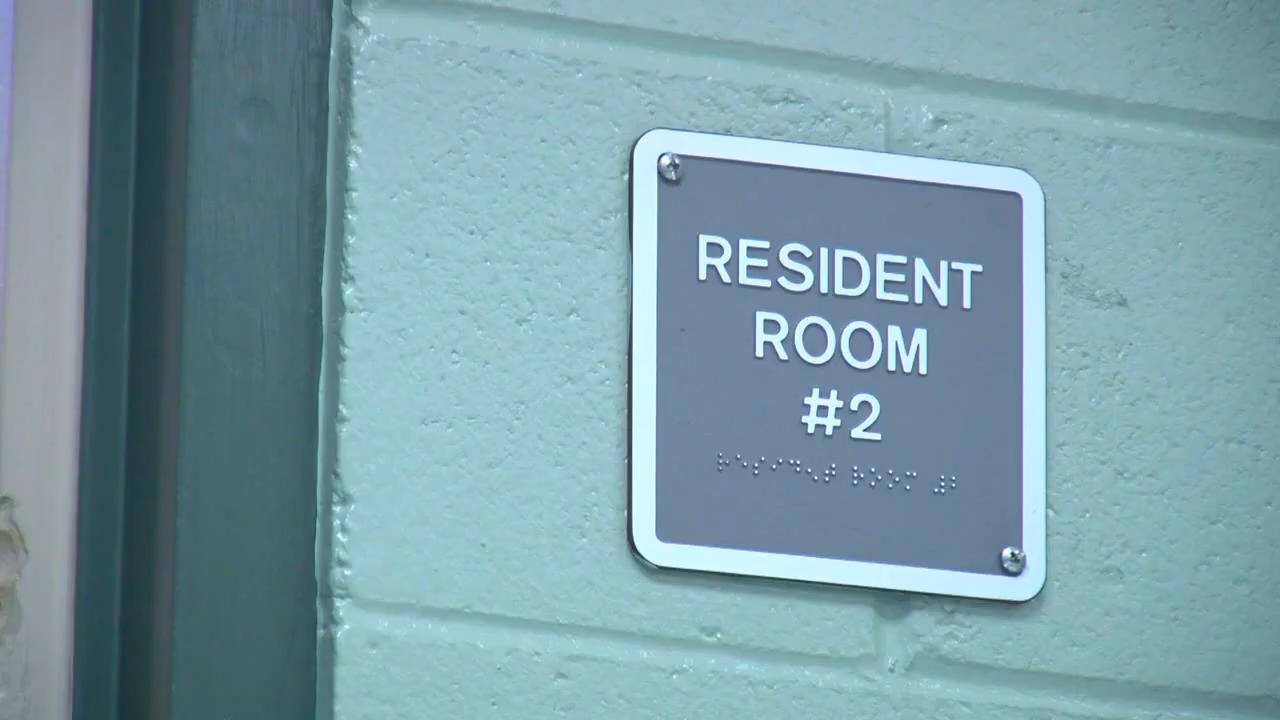 RESIDENT
ROOM
#2
⠗⠑⠎⠊⠙⠑⠝⠞ ⠗⠕⠕⠍ ⠼⠃